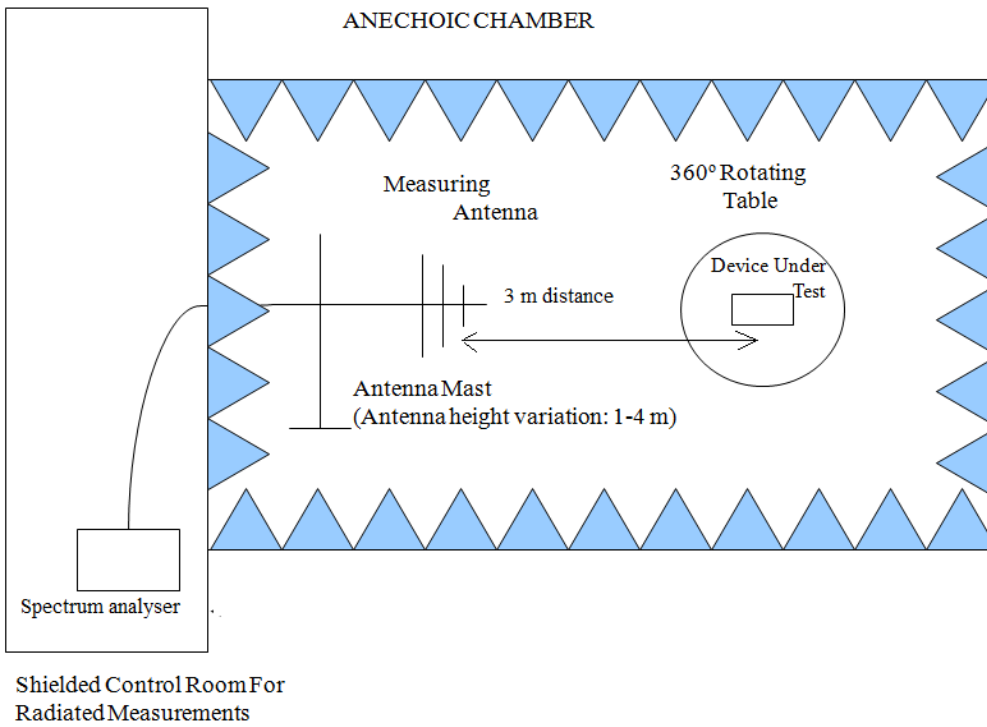 ANECHOIC CHAMBER
Measuring
Antenna
360º Rotating
Table
Device Under
Test
3 m distance
Antenna Mast
(Antenna height variation: 1-4 m)
Spectrum analyser
Shielded Control Room For
Radiated Measurements